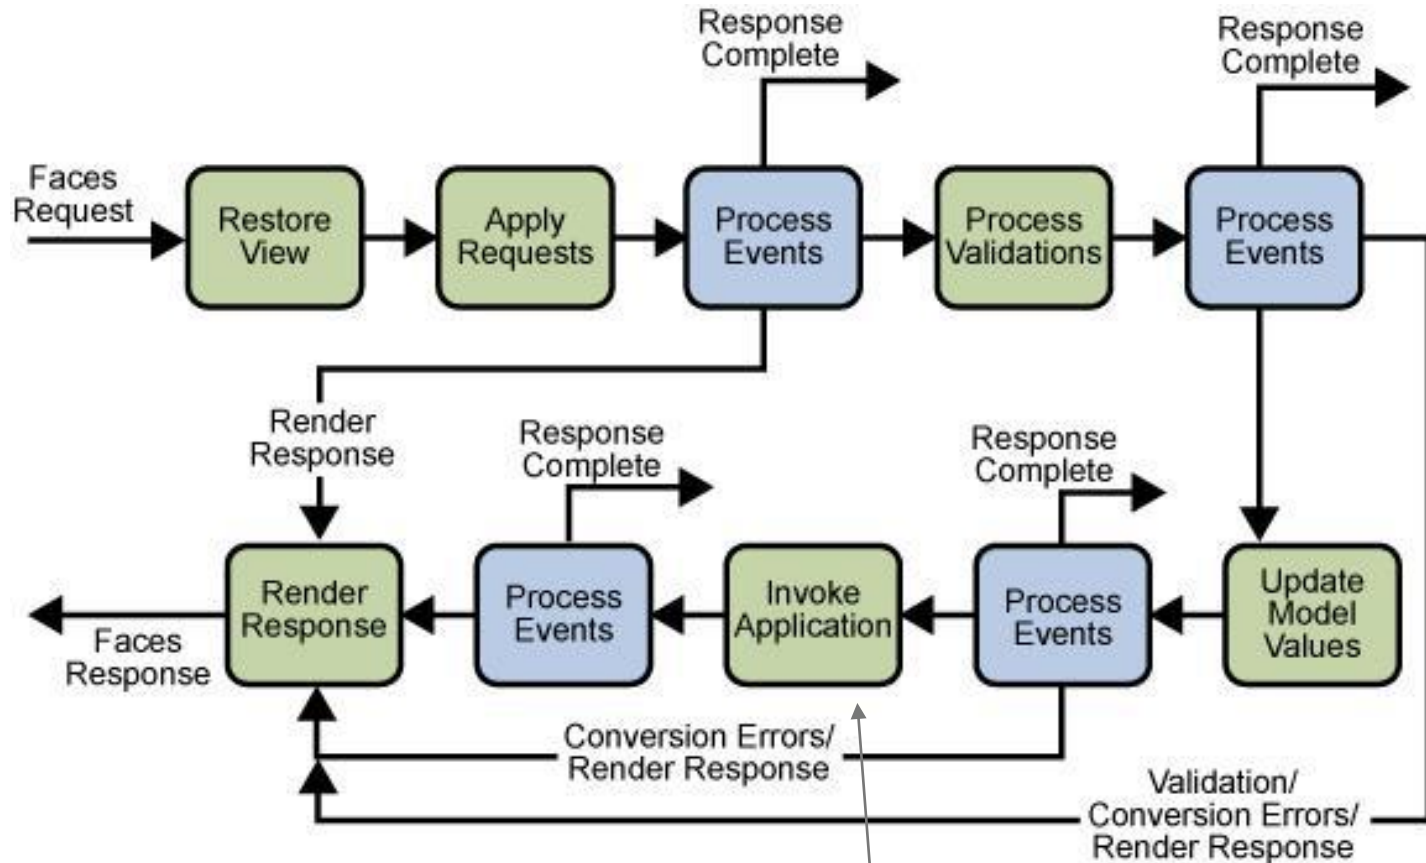 Response
Complete
Response
Complete
Faces
Request
Restore
View
Apply
Requests
Process
Events
Process
Validations
Process
Events
Render
Response
Response
Complete
Response
Complete
Render
Response
Process
Events
Invoke
Application
Process
Events
Update
Model
Values
Faces
Response
Conversion Errors/
Render Response
Validation/
Conversion Errors/
Render Response